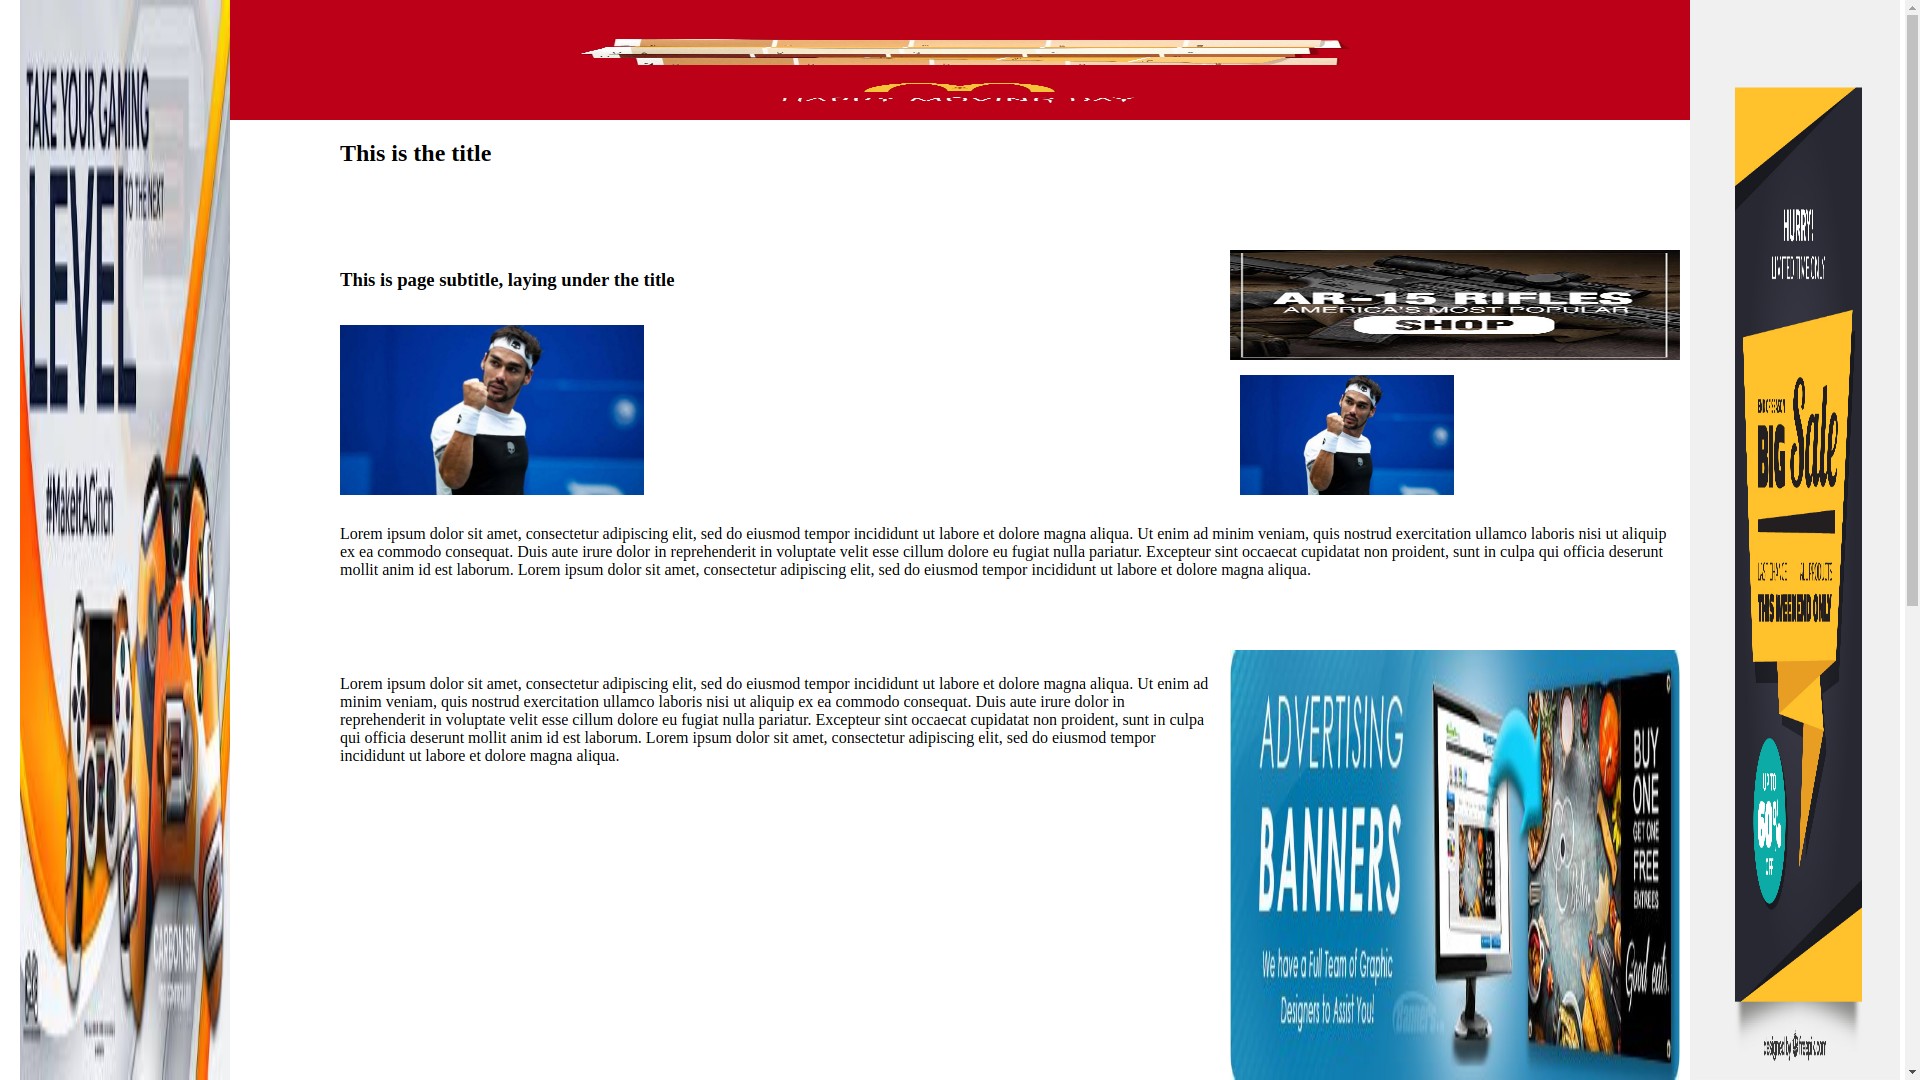 HAPPY MOVING DAY
TAKE YOUR GAMING
LEVEL
TO THE NEXT
#MakeItACinch
CARBON SIX
This is the title
This is page subtitle, laying under the title
AR-15 RIFLES
AMERICA'S MOST POPULAR
SHOP
Lorem ipsum dolor sit amet, consectetur adipiscing elit, sed do eiusmod tempor incididunt ut labore et dolore magna aliqua. Ut enim ad minim veniam, quis nostrud exercitation ullamco laboris nisi ut aliquip
ex ea commodo consequat. Duis aute irure dolor in reprehenderit in voluptate velit esse cillum dolore eu fugiat nulla pariatur. Excepteur sint occaecat cupidatat non proident, sunt in culpa qui officia deserunt
mollit anim id est laborum. Lorem ipsum dolor sit amet, consectetur adipiscing elit, sed do eiusmod tempor incididunt ut labore et dolore magna aliqua.
Lorem ipsum dolor sit amet, consectetur adipiscing elit, sed do eiusmod tempor incididunt ut labore et dolore magna aliqua. Ut enim ad
minim veniam, quis nostrud exercitation ullamco laboris nisi ut aliquip ex ea commodo consequat. Duis aute irure dolor in
reprehenderit in voluptate velit esse cillum dolore eu fugiat nulla pariatur. Excepteur sint occaecat cupidatat non proident, sunt in culpa
qui officia deserunt mollit anim id est laborum. Lorem ipsum dolor sit amet, consectetur adipiscing elit, sed do eiusmod tempor
incididunt ut labore et dolore magna aliqua.
ADVERTISING
BANNERS
We have a Full Team of Graphic
Designers to Assist You!
BUY
ONE
GET ONE
FREE
ENTREES
Good eats.
HURRY!
LIMITED TIME ONLY
END OF SEASON
BIG Sale
LAST CHANCE ALL PRODUCTS
THIS WEEKEND ONLY
UP TO
60%
OFF
designed by freepik.com